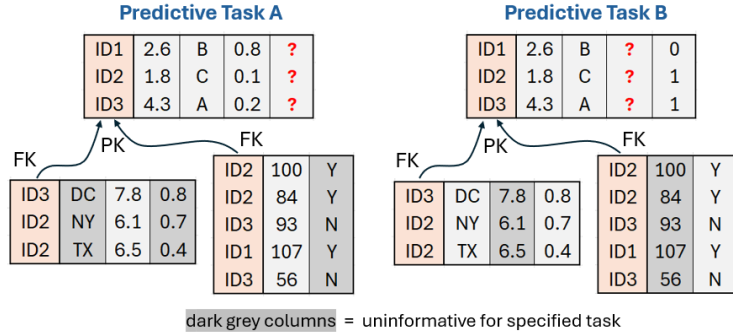 Predictive Task A
ID1 2.6 B 0.8 ?
ID2 1.8 C 0.1 ?
ID3 4.3 A 0.2 ?
FK
PK
FK
ID3 DC 7.8 0.8
ID2 NY 6.1 0.7
ID2 TX 6.5 0.4
ID2 100 Y
ID2 84 Y
ID3 93 N
ID1 107 Y
ID3 56 N
Predictive Task B
ID1 2.6 B ? 0
ID2 1.8 C ? 1
ID3 4.3 A ? 1
FK
PK
FK
ID3 DC 7.8 0.8
ID2 NY 6.1 0.7
ID2 TX 6.5 0.4
ID2 100 Y
ID2 84 Y
ID3 93 N
ID1 107 Y
ID3 56 N
dark grey columns = uninformative for specified task